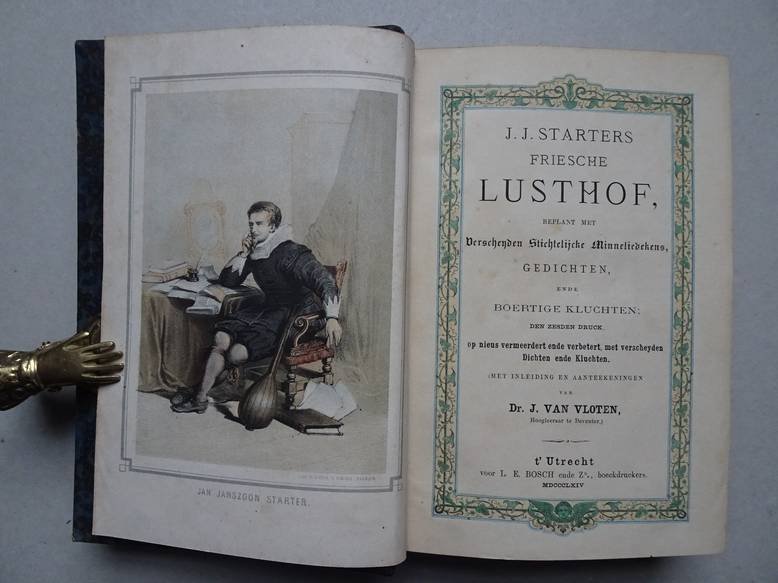 JAN JANSZOON STARTER.
J. J. STARTERS
FRIESCHE
LUSTHOF,
BEPLANT MET
Verscheyden Stichtelijcke Minneliedekens,
GEDICHTEN,
ENDE
BOERTIGE KLUCHTEN;
DEN ZESDEN DRUCK,
op nieus vermeerdert ende verbetert, met verscheyden
Dichten ende Kluchten.
(MET INLEIDING EN AANTEEKENINGEN
VAN
Dr. J. VAN VLOTEN,
Hoogleeraar te Deventer.)
t' Utrecht
voor L. E. BOSCH ende Zn., boeckdruckers.
MDCCCLXIV